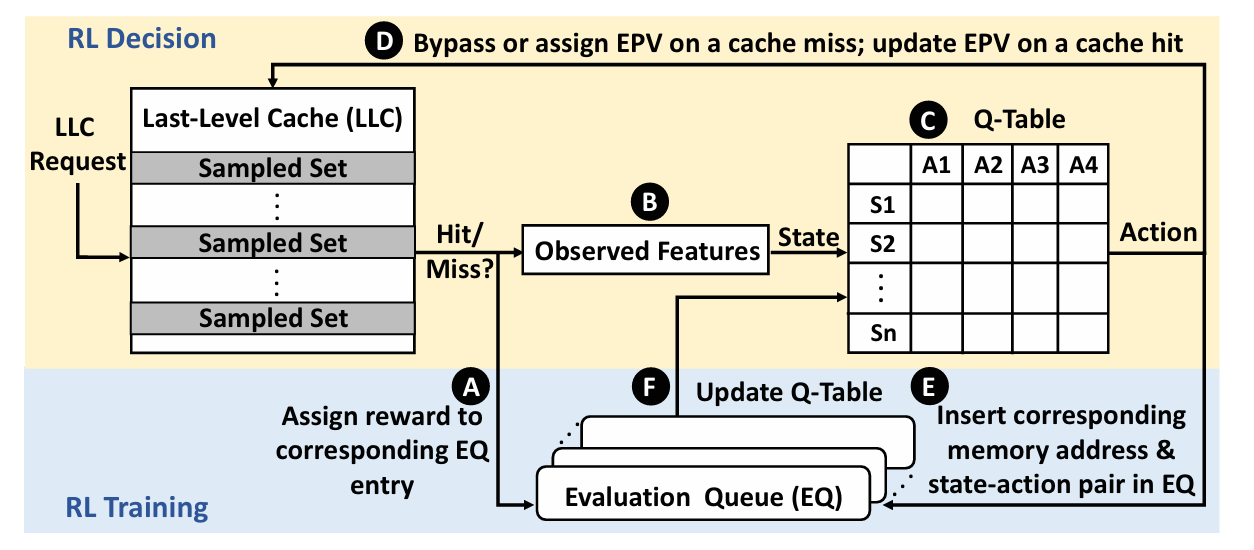 RL Decision
D Bypass or assign EPV on a cache miss; update EPV on a cache hit
Last-Level Cache (LLC)
LLC
Request
Sampled Set
Sampled Set
Sampled Set
Hit/
Miss?
B
Observed Features
State
C Q-Table
A1 A2 A3 A4
S1
S2
Sn
Action
A
Assign reward to
corresponding EQ
entry
F Update Q-Table
E
Insert corresponding
memory address &
state-action pair in EQ
Evaluation Queue (EQ)
RL Training